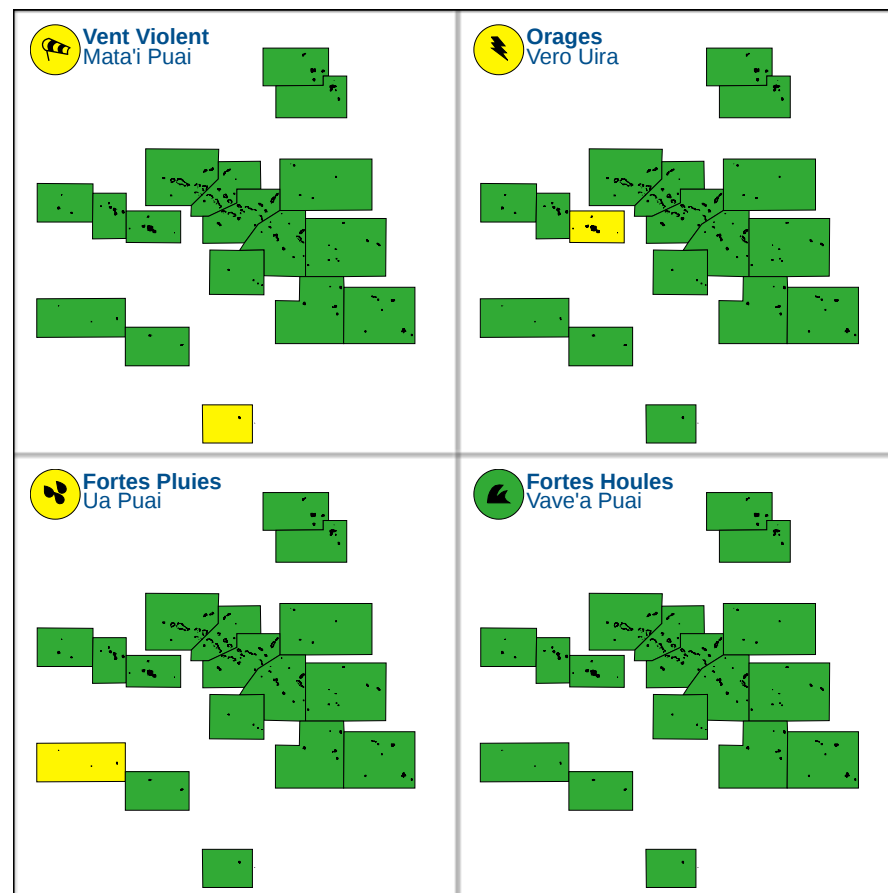 Vent Violent
Mata'i Puai
Orages
Vero Uira
Fortes Pluies
Ua Puai
Fortes Houles
Vave'a Puai